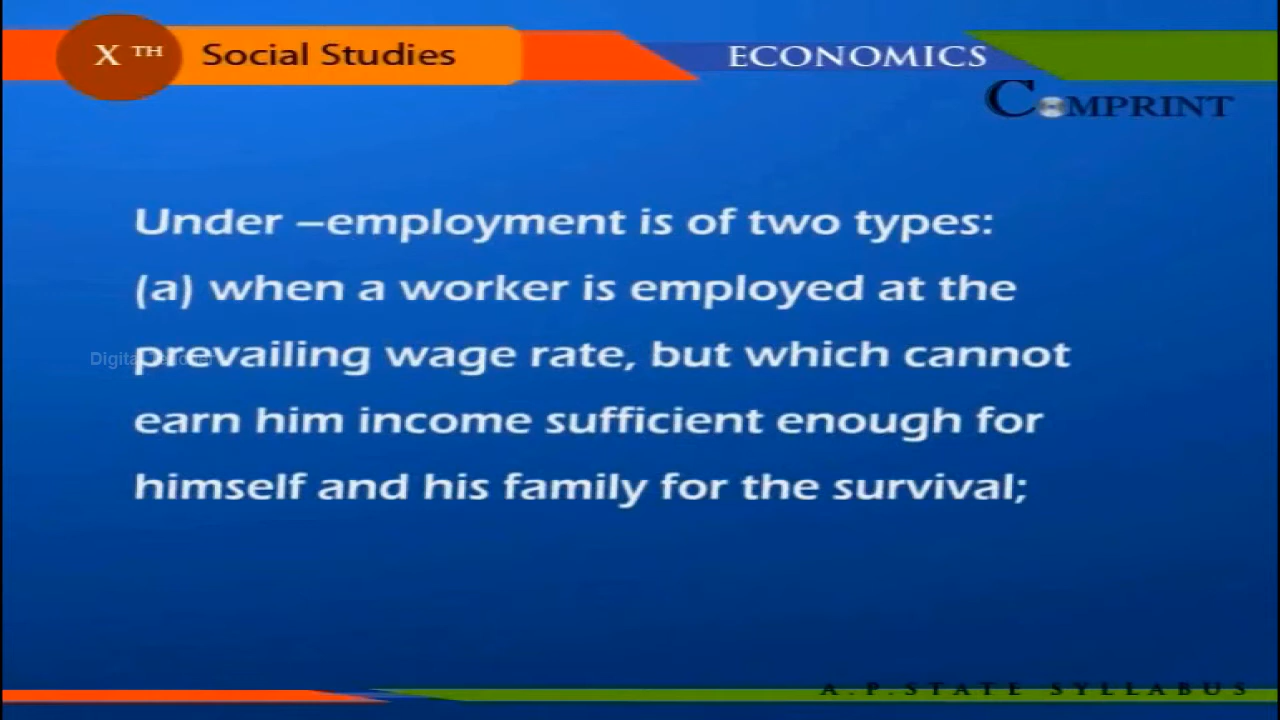 X TH Social Studies ECONOMICS
COMPRINT
Under –employment is of two types:
(a) when a worker is employed at the
prevailing wage rate, but which cannot
earn him income sufficient enough for
himself and his family for the survival;
A.P.STATE SYLLABUS